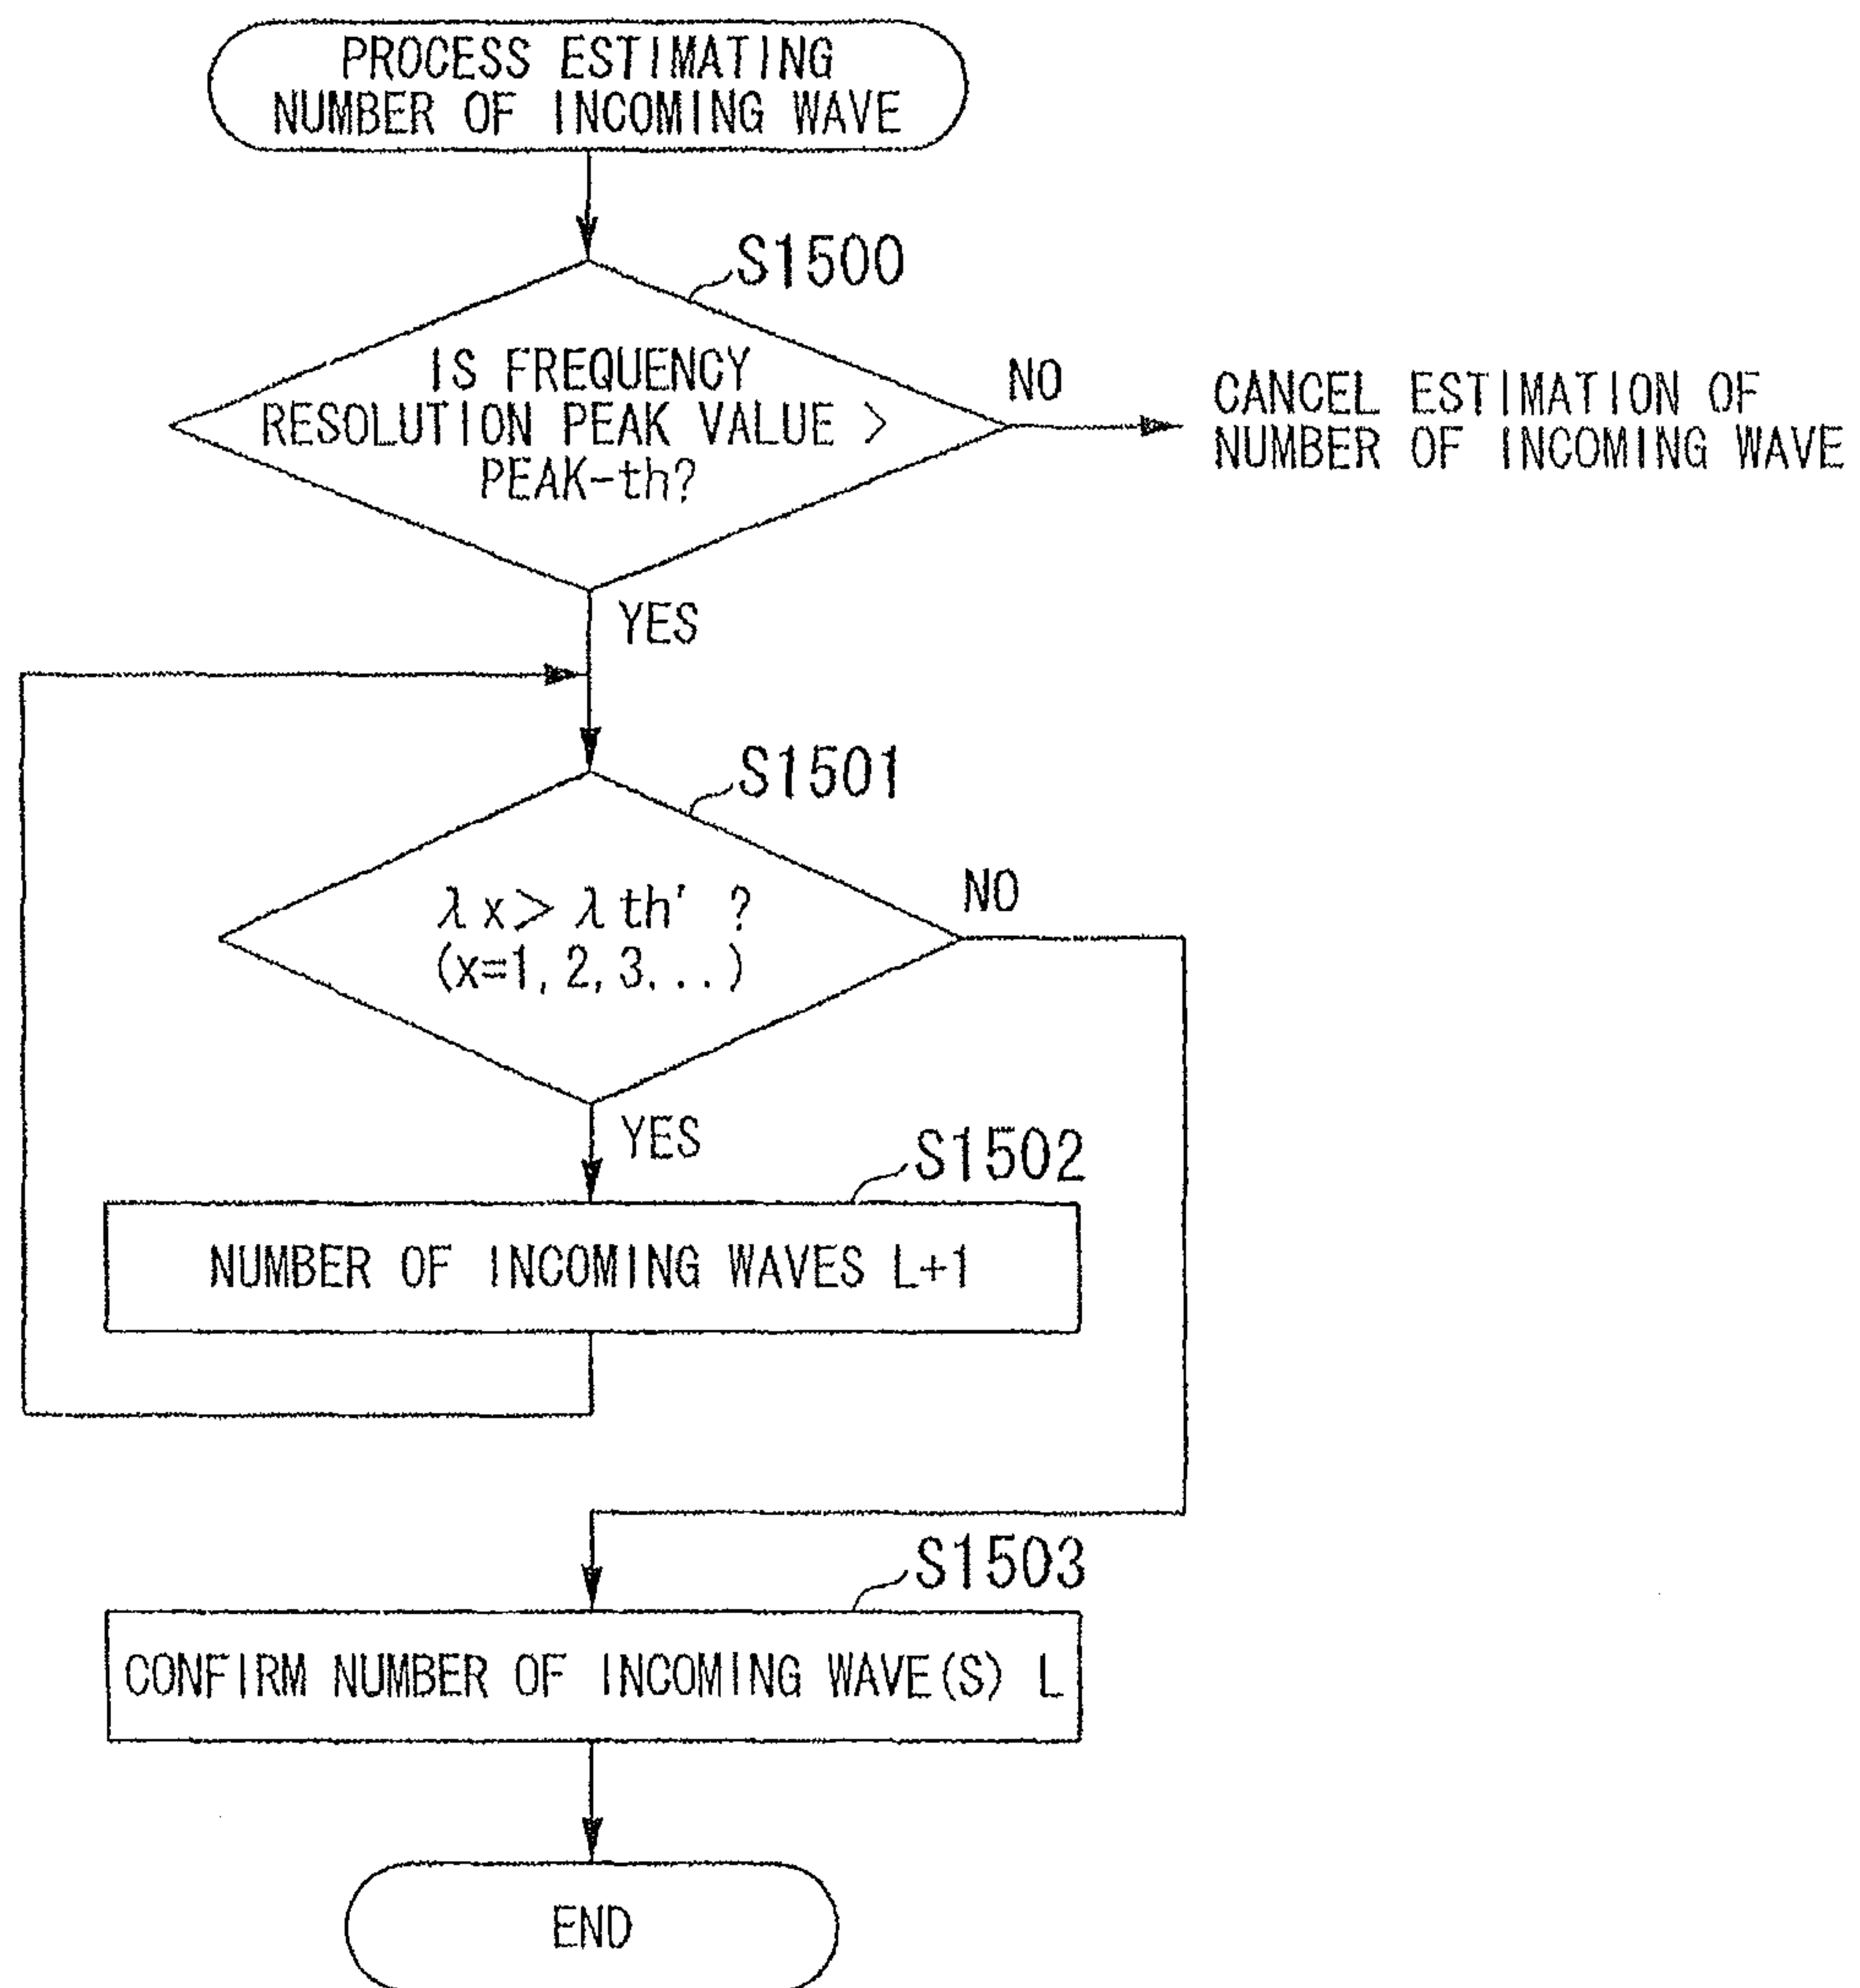 PROCESS ESTIMATING
NUMBER OF INCOMING WAVE
S1500
IS FREQUENCY
RESOLUTION PEAK VALUE >
PEAK-th?
NO
CANCEL ESTIMATION OF
NUMBER OF INCOMING WAVE
YES
S1501
λx> λth' ?
(x=1, 2, 3...)
NO
YES
S1502
NUMBER OF INCOMING WAVES L+1
S1503
CONFIRM NUMBER OF INCOMING WAVE(S) L
END